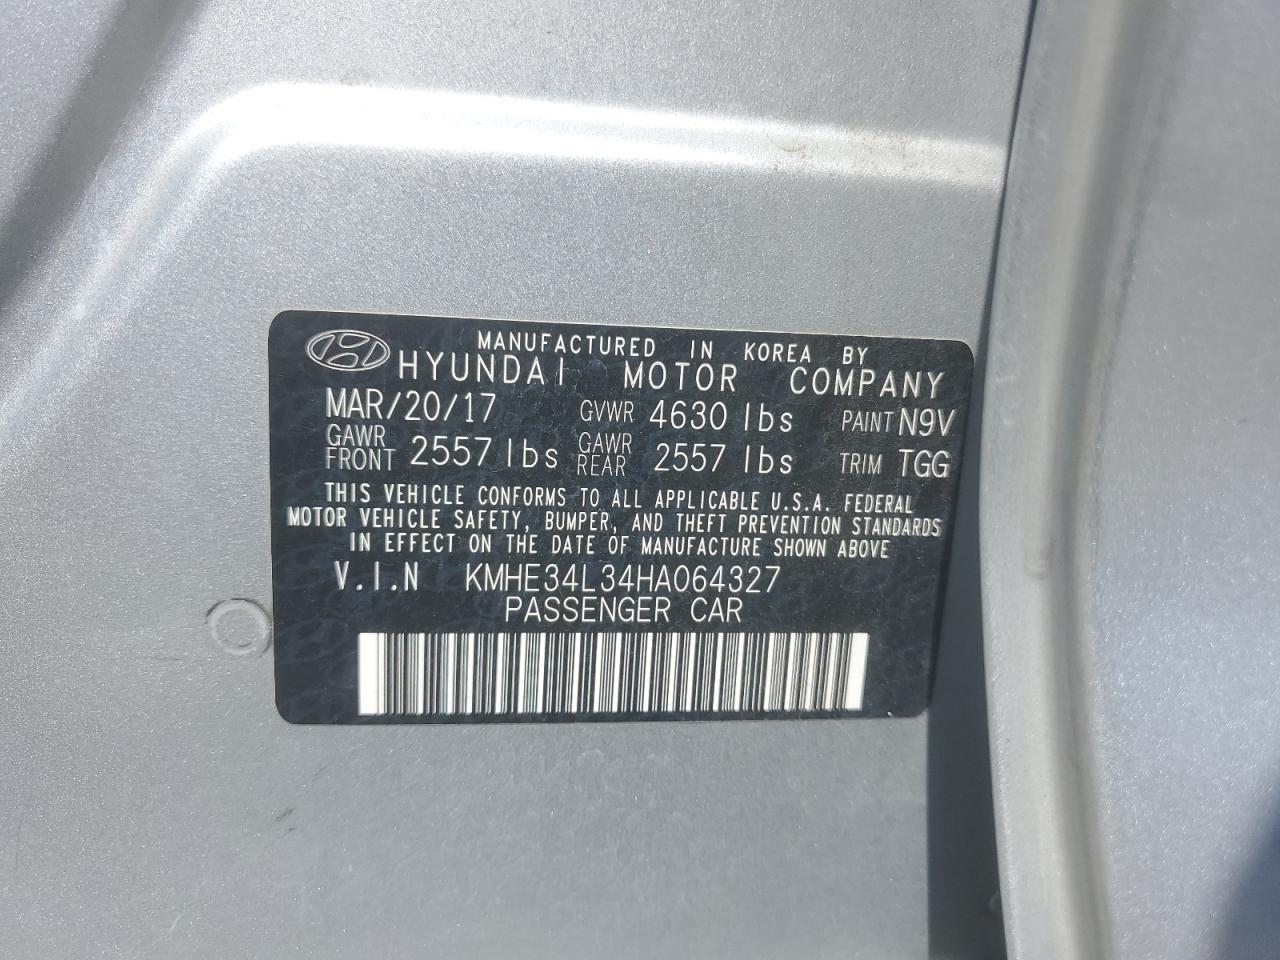 MANUFACTURED IN KOREA BY
HYUNDAI MOTOR COMPANY
MAR/20/17 GVWR 4630 lbs PAINT N9V
GAWR FRONT 2557 lbs GAWR REAR 2557 lbs TRIM TGG
THIS VEHICLE CONFORMS TO ALL APPLICABLE U.S.A. FEDERAL
MOTOR VEHICLE SAFETY, BUMPER, AND THEFT PREVENTION STANDARDS
IN EFFECT ON THE DATE OF MANUFACTURE SHOWN ABOVE
V.I.N KMHE34L34HA064327
PASSENGER CAR